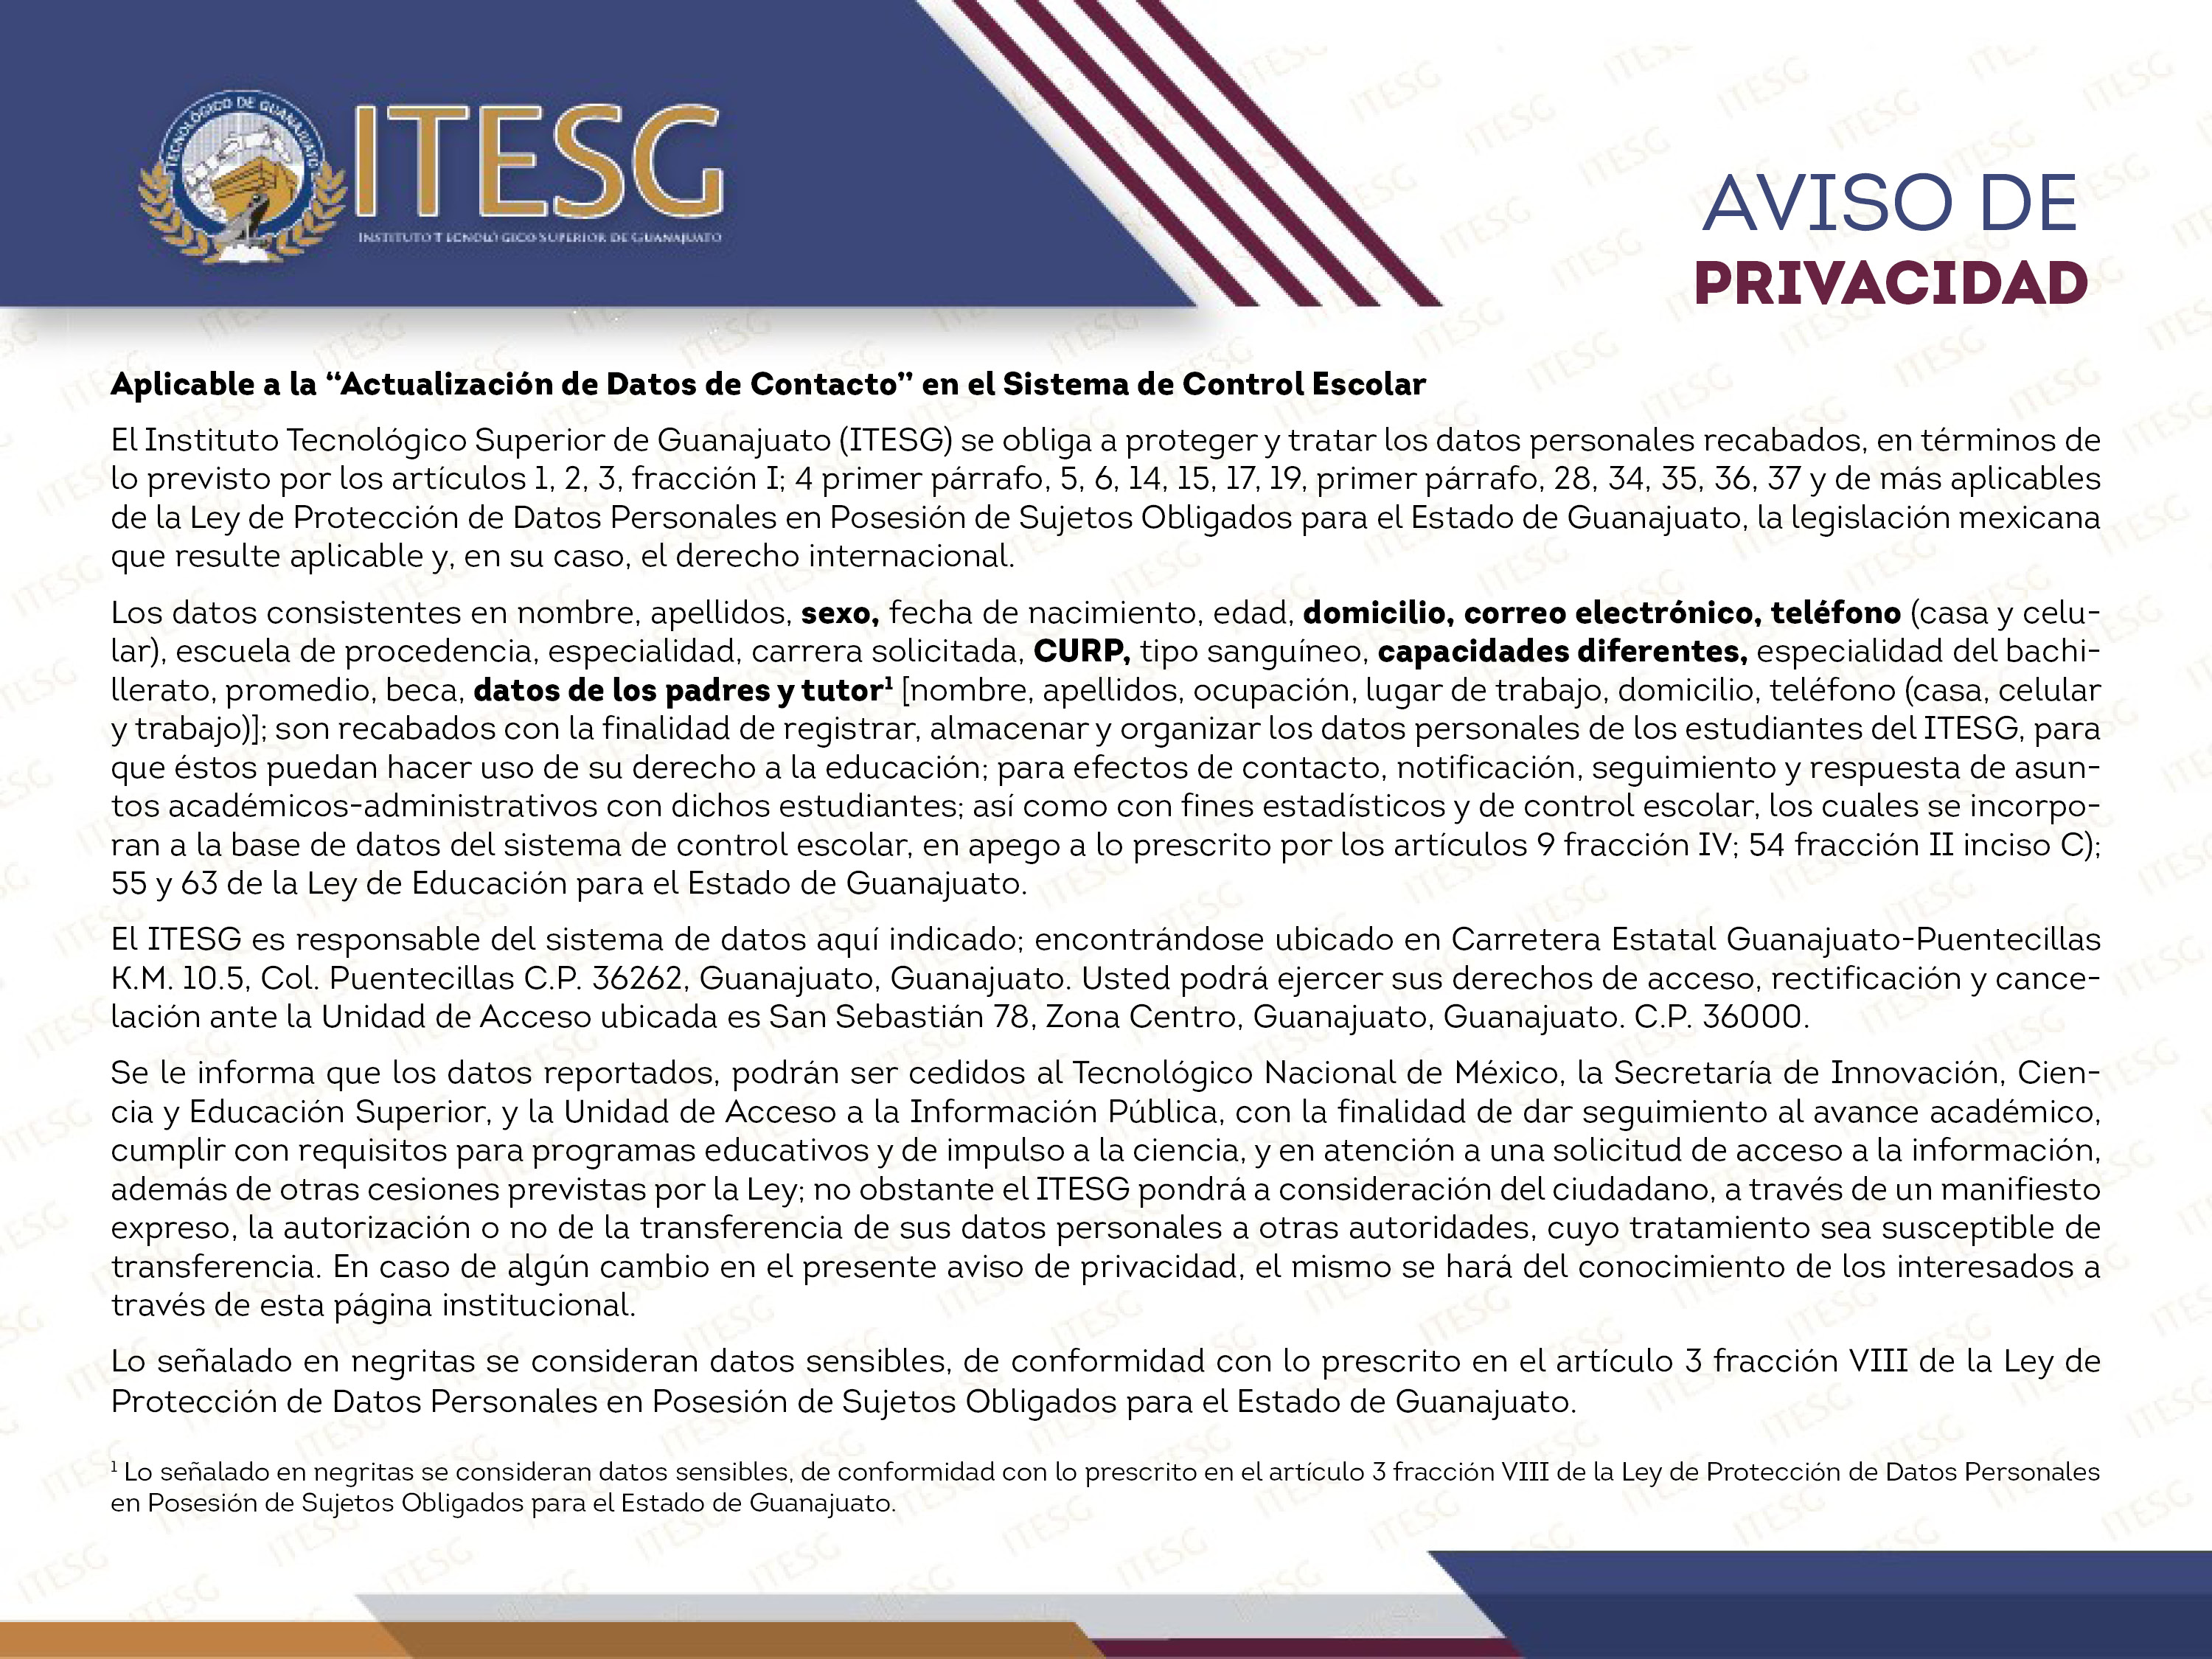 TECNOLÓGICO DE GUANAJUATO
ITESG
INSTITUTO TECNOLÓGICO SUPERIOR DE GUANAJUATO
AVISO DE
PRIVACIDAD
Aplicable a la “Actualización de Datos de Contacto” en el Sistema de Control Escolar
El Instituto Tecnológico Superior de Guanajuato (ITESG) se obliga a proteger y tratar los datos personales recabados, en términos de
lo previsto por los artículos 1, 2, 3, fracción I; 4 primer párrafo, 5, 6, 14, 15, 17, 19, primer párrafo, 28, 34, 35, 36, 37 y de más aplicables
de la Ley de Protección de Datos Personales en Posesión de Sujetos Obligados para el Estado de Guanajuato, la legislación mexicana
que resulte aplicable y, en su caso, el derecho internacional.
Los datos consistentes en nombre, apellidos, sexo, fecha de nacimiento, edad, domicilio, correo electrónico, teléfono (casa y celu-
lar), escuela de procedencia, especialidad, carrera solicitada, CURP, tipo sanguíneo, capacidades diferentes, especialidad del bachi-
llerato, promedio, beca, datos de los padres y tutor¹ [nombre, apellidos, ocupación, lugar de trabajo, domicilio, teléfono (casa, celular
y trabajo)]; son recabados con la finalidad de registrar, almacenar y organizar los datos personales de los estudiantes del ITESG, para
que éstos puedan hacer uso de su derecho a la educación; para efectos de contacto, notificación, seguimiento y respuesta de asun-
tos académicos-administrativos con dichos estudiantes; así como con fines estadísticos y de control escolar, los cuales se incorpo-
ran a la base de datos del sistema de control escolar, en apego a lo prescrito por los artículos 9 fracción IV; 54 fracción II inciso C);
55 y 63 de la Ley de Educación para el Estado de Guanajuato.
El ITESG es responsable del sistema de datos aquí indicado; encontrándose ubicado en Carretera Estatal Guanajuato-Puentecillas
K.M. 10.5, Col. Puentecillas C.P. 36262, Guanajuato, Guanajuato. Usted podrá ejercer sus derechos de acceso, rectificación y cance-
lación ante la Unidad de Acceso ubicada es San Sebastián 78, Zona Centro, Guanajuato, Guanajuato. C.P. 36000.
Se le informa que los datos reportados, podrán ser cedidos al Tecnológico Nacional de México, la Secretaría de Innovación, Cien-
cia y Educación Superior, y la Unidad de Acceso a la Información Pública, con la finalidad de dar seguimiento al avance académico,
cumplir con requisitos para programas educativos y de impulso a la ciencia, y en atención a una solicitud de acceso a la información,
además de otras cesiones previstas por la Ley; no obstante el ITESG pondrá a consideración del ciudadano, a través de un manifiesto
expreso, la autorización o no de la transferencia de sus datos personales a otras autoridades, cuyo tratamiento sea susceptible de
transferencia. En caso de algún cambio en el presente aviso de privacidad, el mismo se hará del conocimiento de los interesados a
través de esta página institucional.
Lo señalado en negritas se consideran datos sensibles, de conformidad con lo prescrito en el artículo 3 fracción VIII de la Ley de
Protección de Datos Personales en Posesión de Sujetos Obligados para el Estado de Guanajuato.
¹ Lo señalado en negritas se consideran datos sensibles, de conformidad con lo prescrito en el artículo 3 fracción VIII de la Ley de Protección de Datos Personales
en Posesión de Sujetos Obligados para el Estado de Guanajuato.